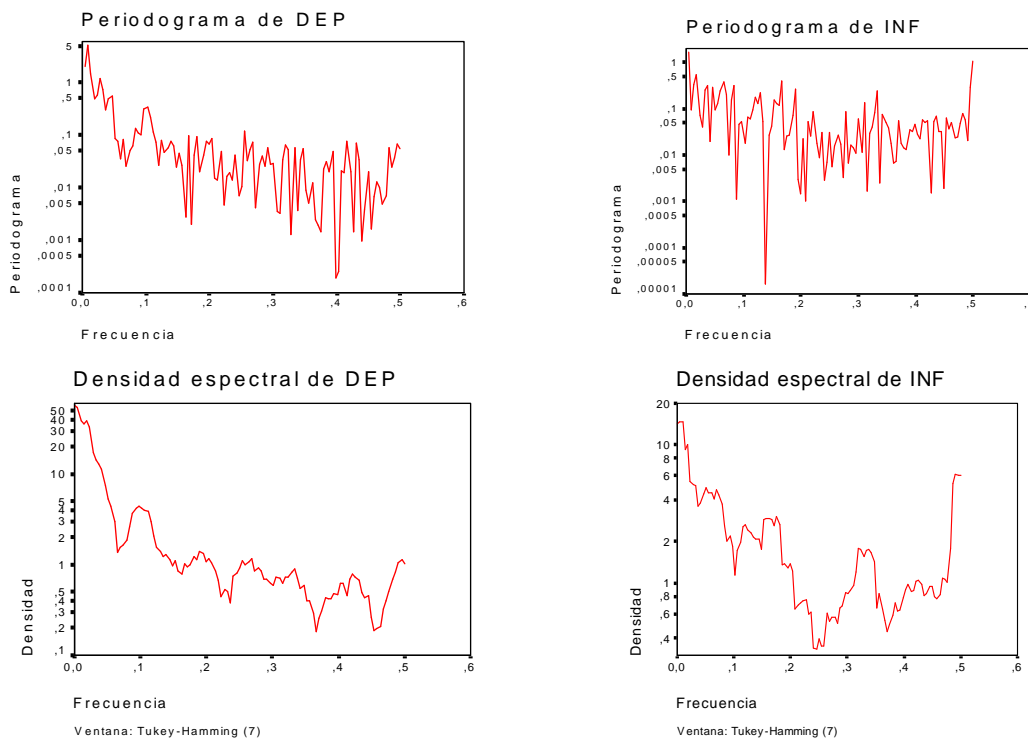 Periodograma de DEP
Periodograma
5
1
,5
,1
,05
,01
,005
,001
,0005
,0001
0,0 ,1 ,2 ,3 ,4 ,5 ,6
Frecuencia
Periodograma de INF
Periodograma
1
,5
,1
,05
,01
,005
,001
,0005
,0001
,00005
,00001
0,0 ,1 ,2 ,3 ,4 ,5
Frecuencia
Densidad espectral de DEP
Densidad
50
40
30
20
10
5
4
3
2
1
,5
,4
,3
,2
,1
0,0 ,1 ,2 ,3 ,4 ,5 ,6
Frecuencia
Ventana: Tukey-Hamming (7)
Densidad espectral de INF
Densidad
20
10
8
6
4
2
1
,8
,6
,4
0,0 ,1 ,2 ,3 ,4 ,5 ,6
Frecuencia
Ventana: Tukey-Hamming (7)